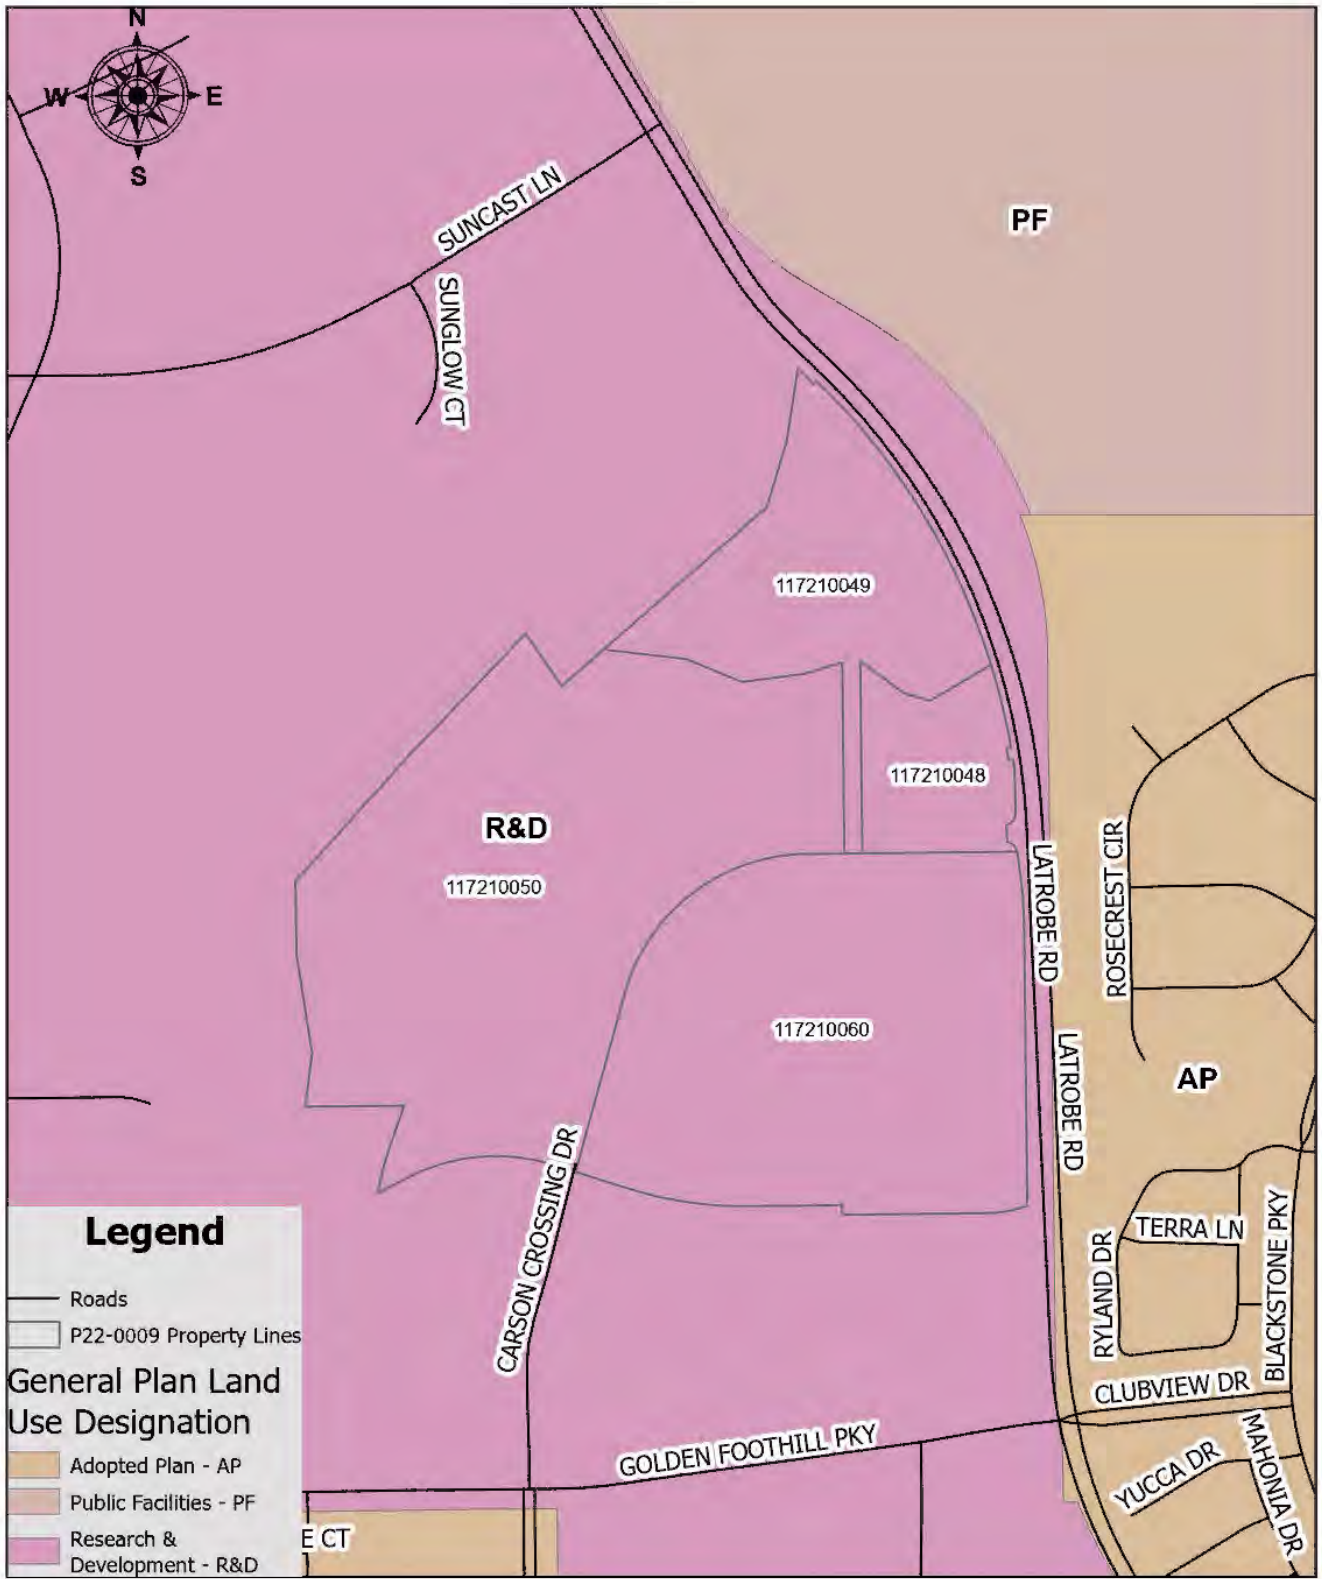 N
W
E
S
SUNCAST LN
SUNGLOW CT
PF
117210049
117210048
R&D
117210050
LATROBE RD
ROSECREST CIR
117210060
LATROBE RD
AP
CARSON CROSSING DR
TERRA LN
RYLAND DR
BLACKSTONE PKY
CLUBVIEW DR
GOLDEN FOOTHILL PKY
YUCCA DR
MAHONIA DR
E CT
Legend
Roads
P22-0009 Property Lines
General Plan Land
Use Designation
Adopted Plan - AP
Public Facilities - PF
Research &
Development - R&D